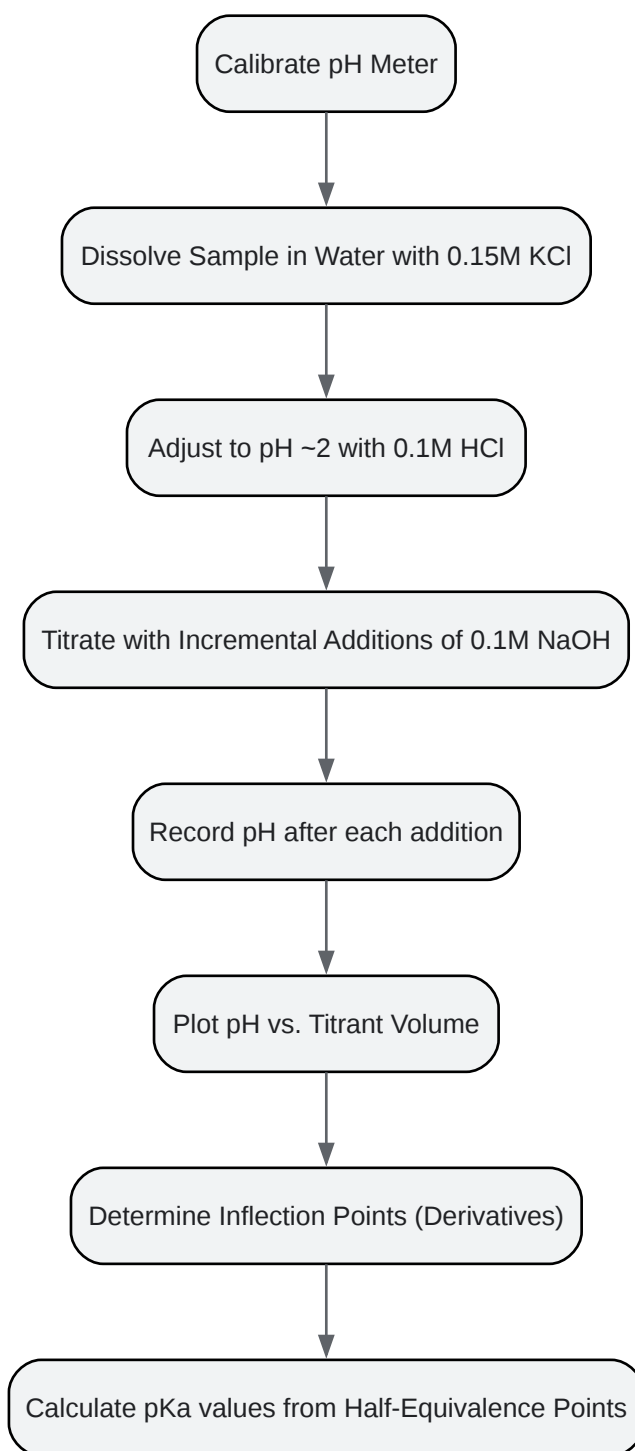 Calibrate pH Meter
Dissolve Sample in Water with 0.15M KCl
Adjust to pH ~2 with 0.1M HCl
Titrate with Incremental Additions of 0.1M NaOH
Record pH after each addition
Plot pH vs. Titrant Volume
Determine Inflection Points (Derivatives)
Calculate pKa values from Half-Equivalence Points